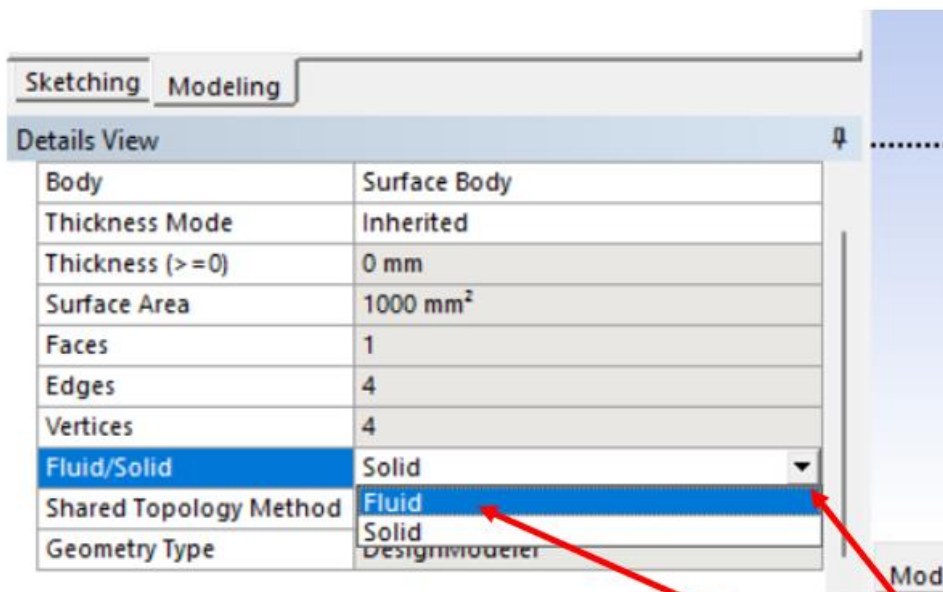 Sketching Modeling
Details View
Body Surface Body
Thickness Mode Inherited
Thickness (>=0) 0 mm
Surface Area 1000 mm²
Faces 1
Edges 4
Vertices 4
Fluid/Solid Solid
Shared Topology Method Fluid
Solid
Geometry Type DesignModeler
Mod